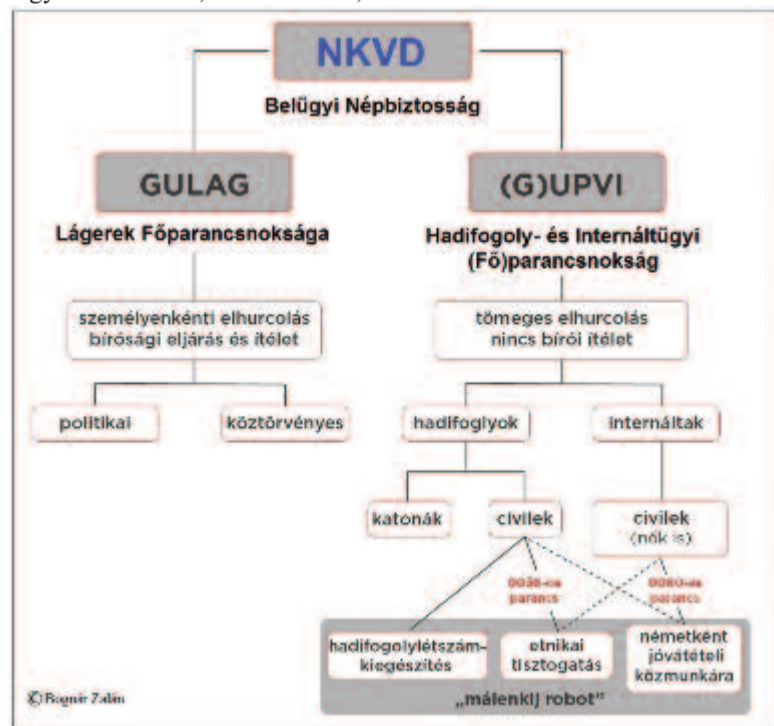 NKVD
Belügyi Népbiztosság
GULAG
(G)UPVI
Lágerek Főparancsnoksága
Hadifogoly- és Internáltügyi
(Fő)parancsnokság
személyenkénti elhurcolás
bírósági eljárás és ítélet
tömeges elhurcolás
nincs bírói ítélet
politikai
köztörvényes
hadifoglyok
internáltak
katonák
civilek
civilek
(nők is)
parancs
parancs
hadifogolylétszám-
kiegészítés
etnikai
tisztogatás
németként
jóvátételi
közmunkára
„málenkij robot”
© Bognár Zalán